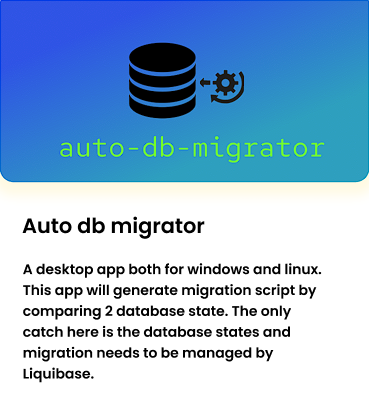 auto-db-migrator
Auto db migrator
A desktop app both for windows and linux.
This app will generate migration script by
comparing 2 database state. The only
catch here is the database states and
migration needs to be managed by
Liquibase.